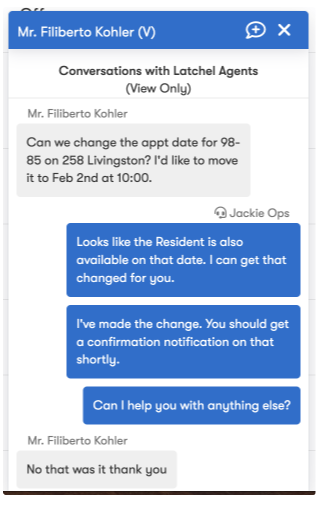 Mr. Filiberto Kohler (V)
Conversations with Latchel Agents
(View Only)
Mr. Filiberto Kohler
Can we change the appt date for 98-
85 on 258 Livingston? I'd like to move
it to Feb 2nd at 10:00.
Jackie Ops
Looks like the Resident is also
available on that date. I can get that
changed for you.
I've made the change. You should get
a confirmation notification on that
shortly.
Can I help you with anything else?
Mr. Filiberto Kohler
No that was it thank you